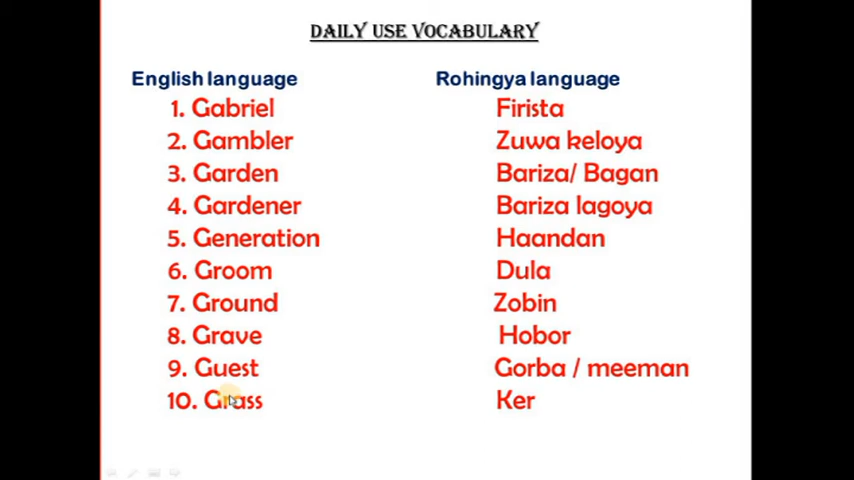 DAILY USE VOCABULARY
English language Rohingya language
1. Gabriel Firista
2. Gambler Zuwa keloya
3. Garden Bariza/ Bagan
4. Gardener Bariza lagoya
5. Generation Haandan
6. Groom Dula
7. Ground Zobin
8. Grave Hobor
9. Guest Gorba / meeman
10. Grass Ker